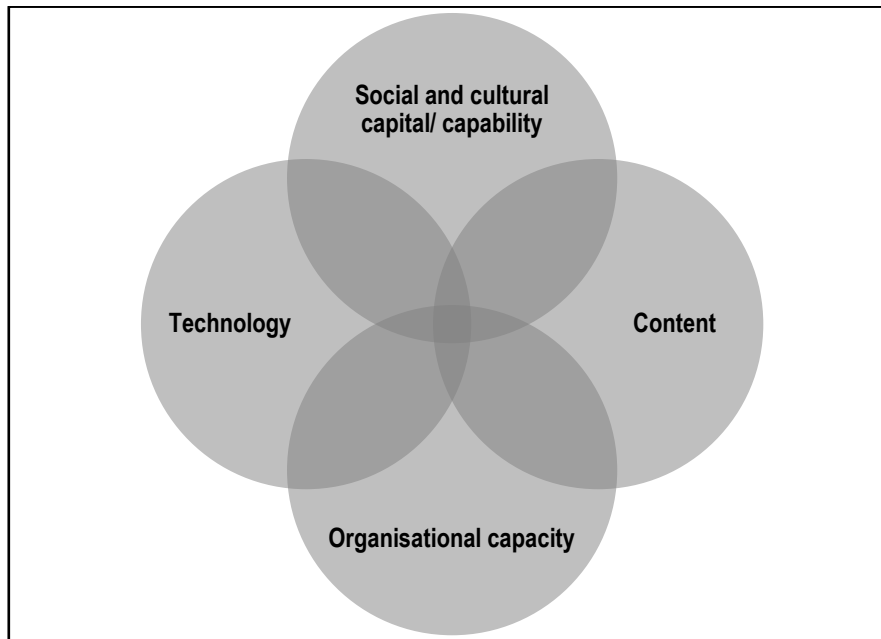 Social and cultural
capital/ capability
Technology
Content
Organisational capacity